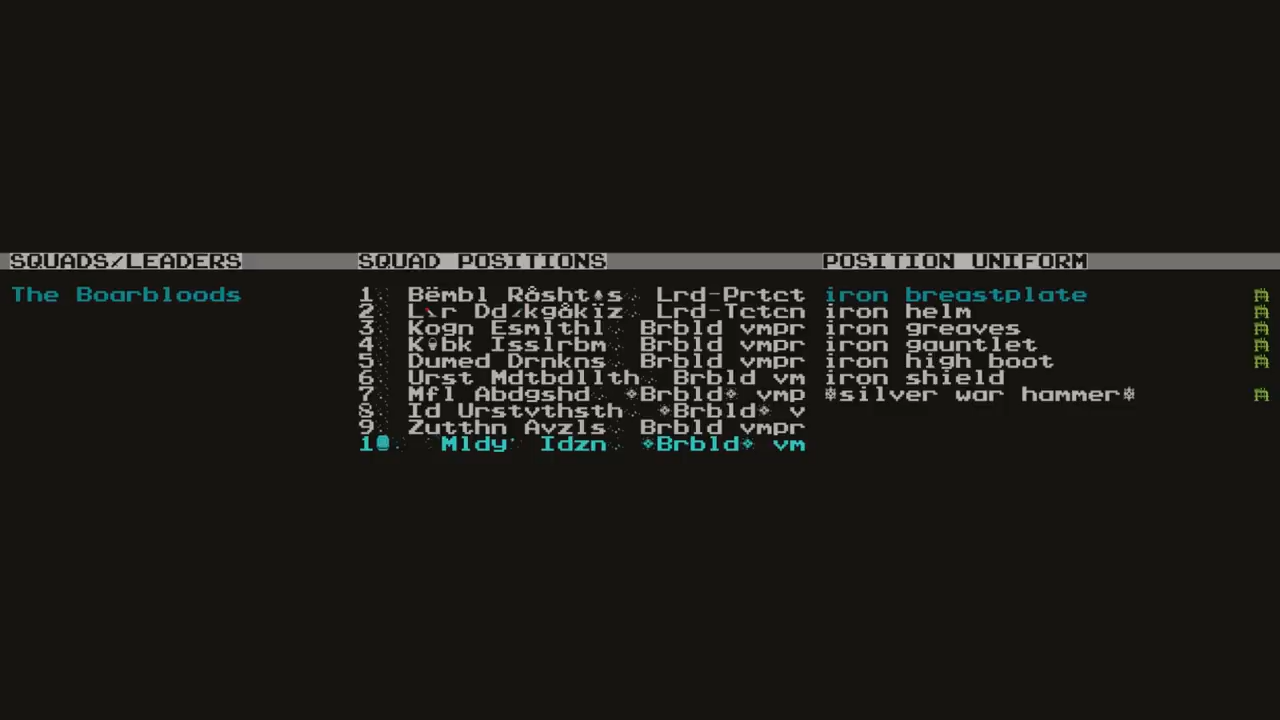 SQUADS/LEADERS SQUAD POSITIONS POSITION UNIFORM
The Boarbloods 1 Bëmbl Lrd-Prtct iron breastplate
2 Lrd-Tctcn iron helm
3 Kogn Esmlthl Brbld vmpr iron greaves
4 Isslrbm Brbld vmpr iron gauntlet
5 Dumed Drnkns Brbld vmpr iron high boot
6 Urst Mdtbdllth Brbld vm iron shield
7 Mfl Abdgshd *Brbld* vmp *silver war hammer*
8 Id Urstvthsth *Brbld* v
9 Zutthn Avzls Brbld vmpr
Mldy Idzn *Brbld* vm